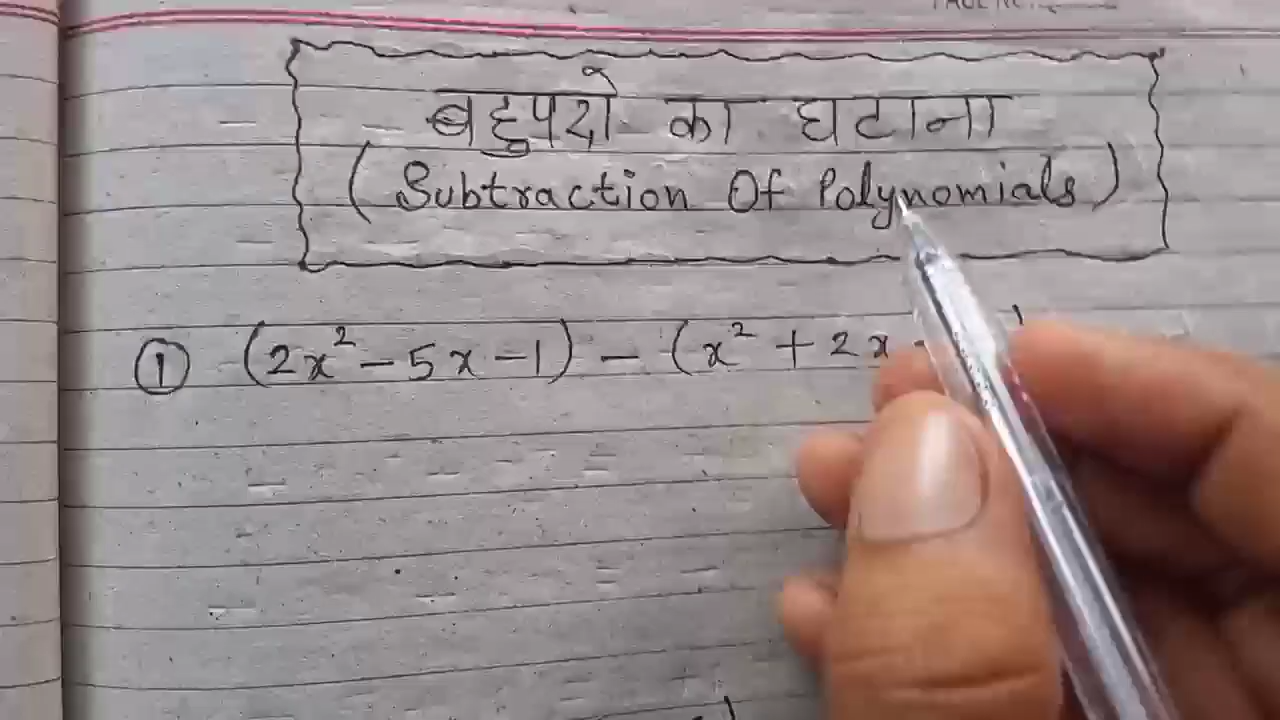 बहुपदो का घटाना
(Subtraction Of Polynomials)
① (2x² - 5x - 1) - (x² + 2x